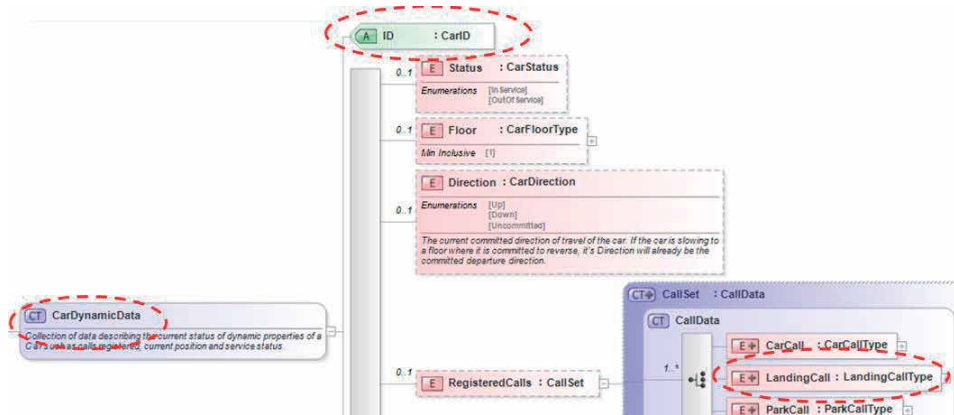 A ID : CarID
0..1 E Status : CarStatus
Enumerations [InService]
[OutOfService]
0..1 E Floor : CarFloorType
Min Inclusive [1]
E Direction : CarDirection
0..1 Enumerations [Up]
[Down]
[Uncommitted]
The current committed direction of travel of the car. If the car is slowing to
a floor where it is committed to reverse, it's Direction will already be the
committed departure direction.
CT CarDynamicData
Collection of data describing the current status of dynamic properties of a
Car such as calls registered, current position and service status.
0..1 E RegisteredCalls : CallSet
CT CallSet : CallData
CT CallData
E CarCall : CarCallType
1..*
E LandingCall : LandingCallType
E ParkCall : ParkCallType